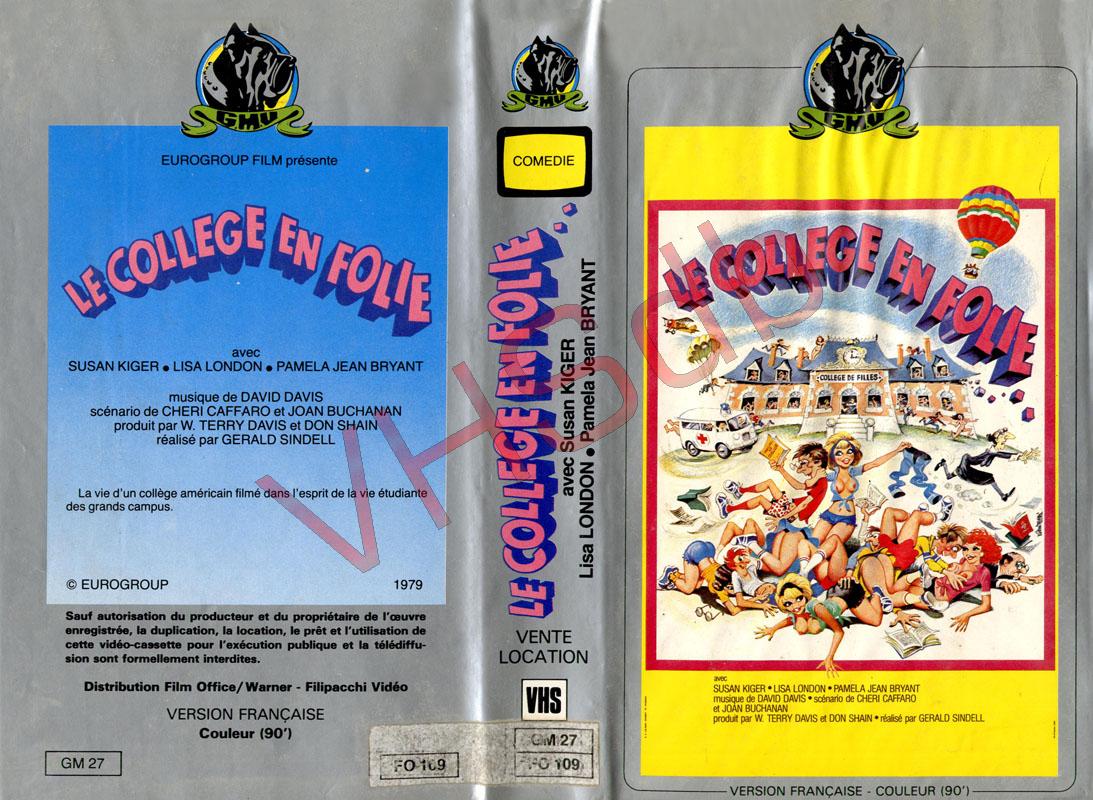 GMV
EUROGROUP FILM présente
LE COLLEGE EN FOLIE
avec
SUSAN KIGER • LISA LONDON • PAMELA JEAN BRYANT
musique de DAVID DAVIS
scénario de CHERI CAFFARO et JOAN BUCHANAN
produit par W. TERRY DAVIS et DON SHAIN
réalisé par GERALD SINDELL
La vie d'un collège américain filmé dans l'esprit de la vie étudiante
des grands campus.
© EUROGROUP 1979
Sauf autorisation du producteur et du propriétaire de l'œuvre
enregistrée, la duplication, la location, le prêt et l'utilisation de
cette vidéo-cassette pour l'exécution publique et la télédiffu-
sion sont formellement interdites.
Distribution Film Office/Warner - Filipacchi Vidéo
VERSION FRANÇAISE
Couleur (90')
GM 27
FO 109
GMV
COMEDIE
LE COLLEGE EN FOLIE
avec Susan KIGER
Lisa LONDON • Pamela Jean BRYANT
VENTE
LOCATION
VHS
GM 27
FO 109
GMV
LE COLLEGE EN FOLIE
COLLEGE DE FILLES
avec
SUSAN KIGER • LISA LONDON • PAMELA JEAN BRYANT
musique de DAVID DAVIS • scénario de CHERI CAFFARO
et JOAN BUCHANAN
produit par W. TERRY DAVIS et DON SHAIN • réalisé par GERALD SINDELL
VERSION FRANÇAISE - COULEUR (90')
VHSdb